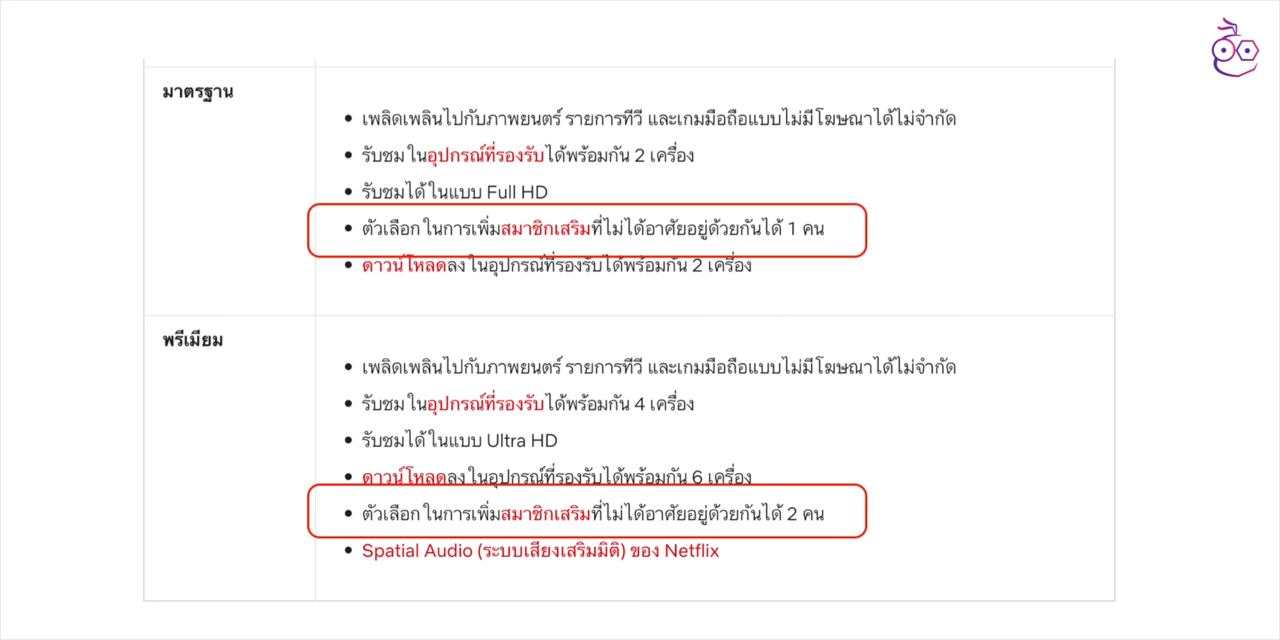 มาตรฐาน
เพลิดเพลินไปกับภาพยนตร์ รายการทีวี และเกมมือถือแบบไม่มีโฆษณาได้ไม่จำกัด
รับชมในอุปกรณ์ที่รองรับได้พร้อมกัน 2 เครื่อง
รับชมได้ในแบบ Full HD
ตัวเลือกในการเพิ่มสมาชิกเสริมที่ไม่ได้อาศัยอยู่ด้วยกันได้ 1 คน
ดาวน์โหลดลงในอุปกรณ์ที่รองรับได้พร้อมกัน 2 เครื่อง
พรีเมียม
เพลิดเพลินไปกับภาพยนตร์ รายการทีวี และเกมมือถือแบบไม่มีโฆษณาได้ไม่จำกัด
รับชมในอุปกรณ์ที่รองรับได้พร้อมกัน 4 เครื่อง
รับชมได้ในแบบ Ultra HD
ดาวน์โหลดลงในอุปกรณ์ที่รองรับได้พร้อมกัน 6 เครื่อง
ตัวเลือกในการเพิ่มสมาชิกเสริมที่ไม่ได้อาศัยอยู่ด้วยกันได้ 2 คน
Spatial Audio (ระบบเสียงเสริมมิติ) ของ Netflix